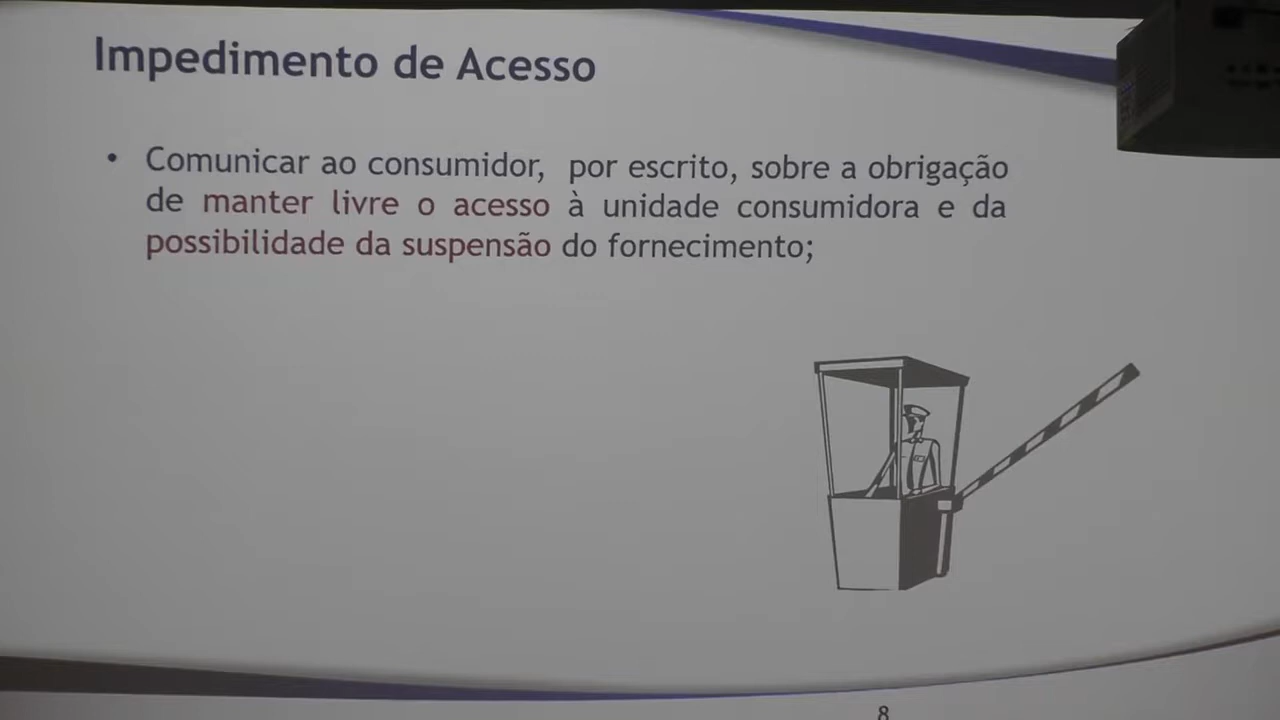 Impedimento de Acesso
• Comunicar ao consumidor, por escrito, sobre a obrigação
de manter livre o acesso à unidade consumidora e da
possibilidade da suspensão do fornecimento;
8